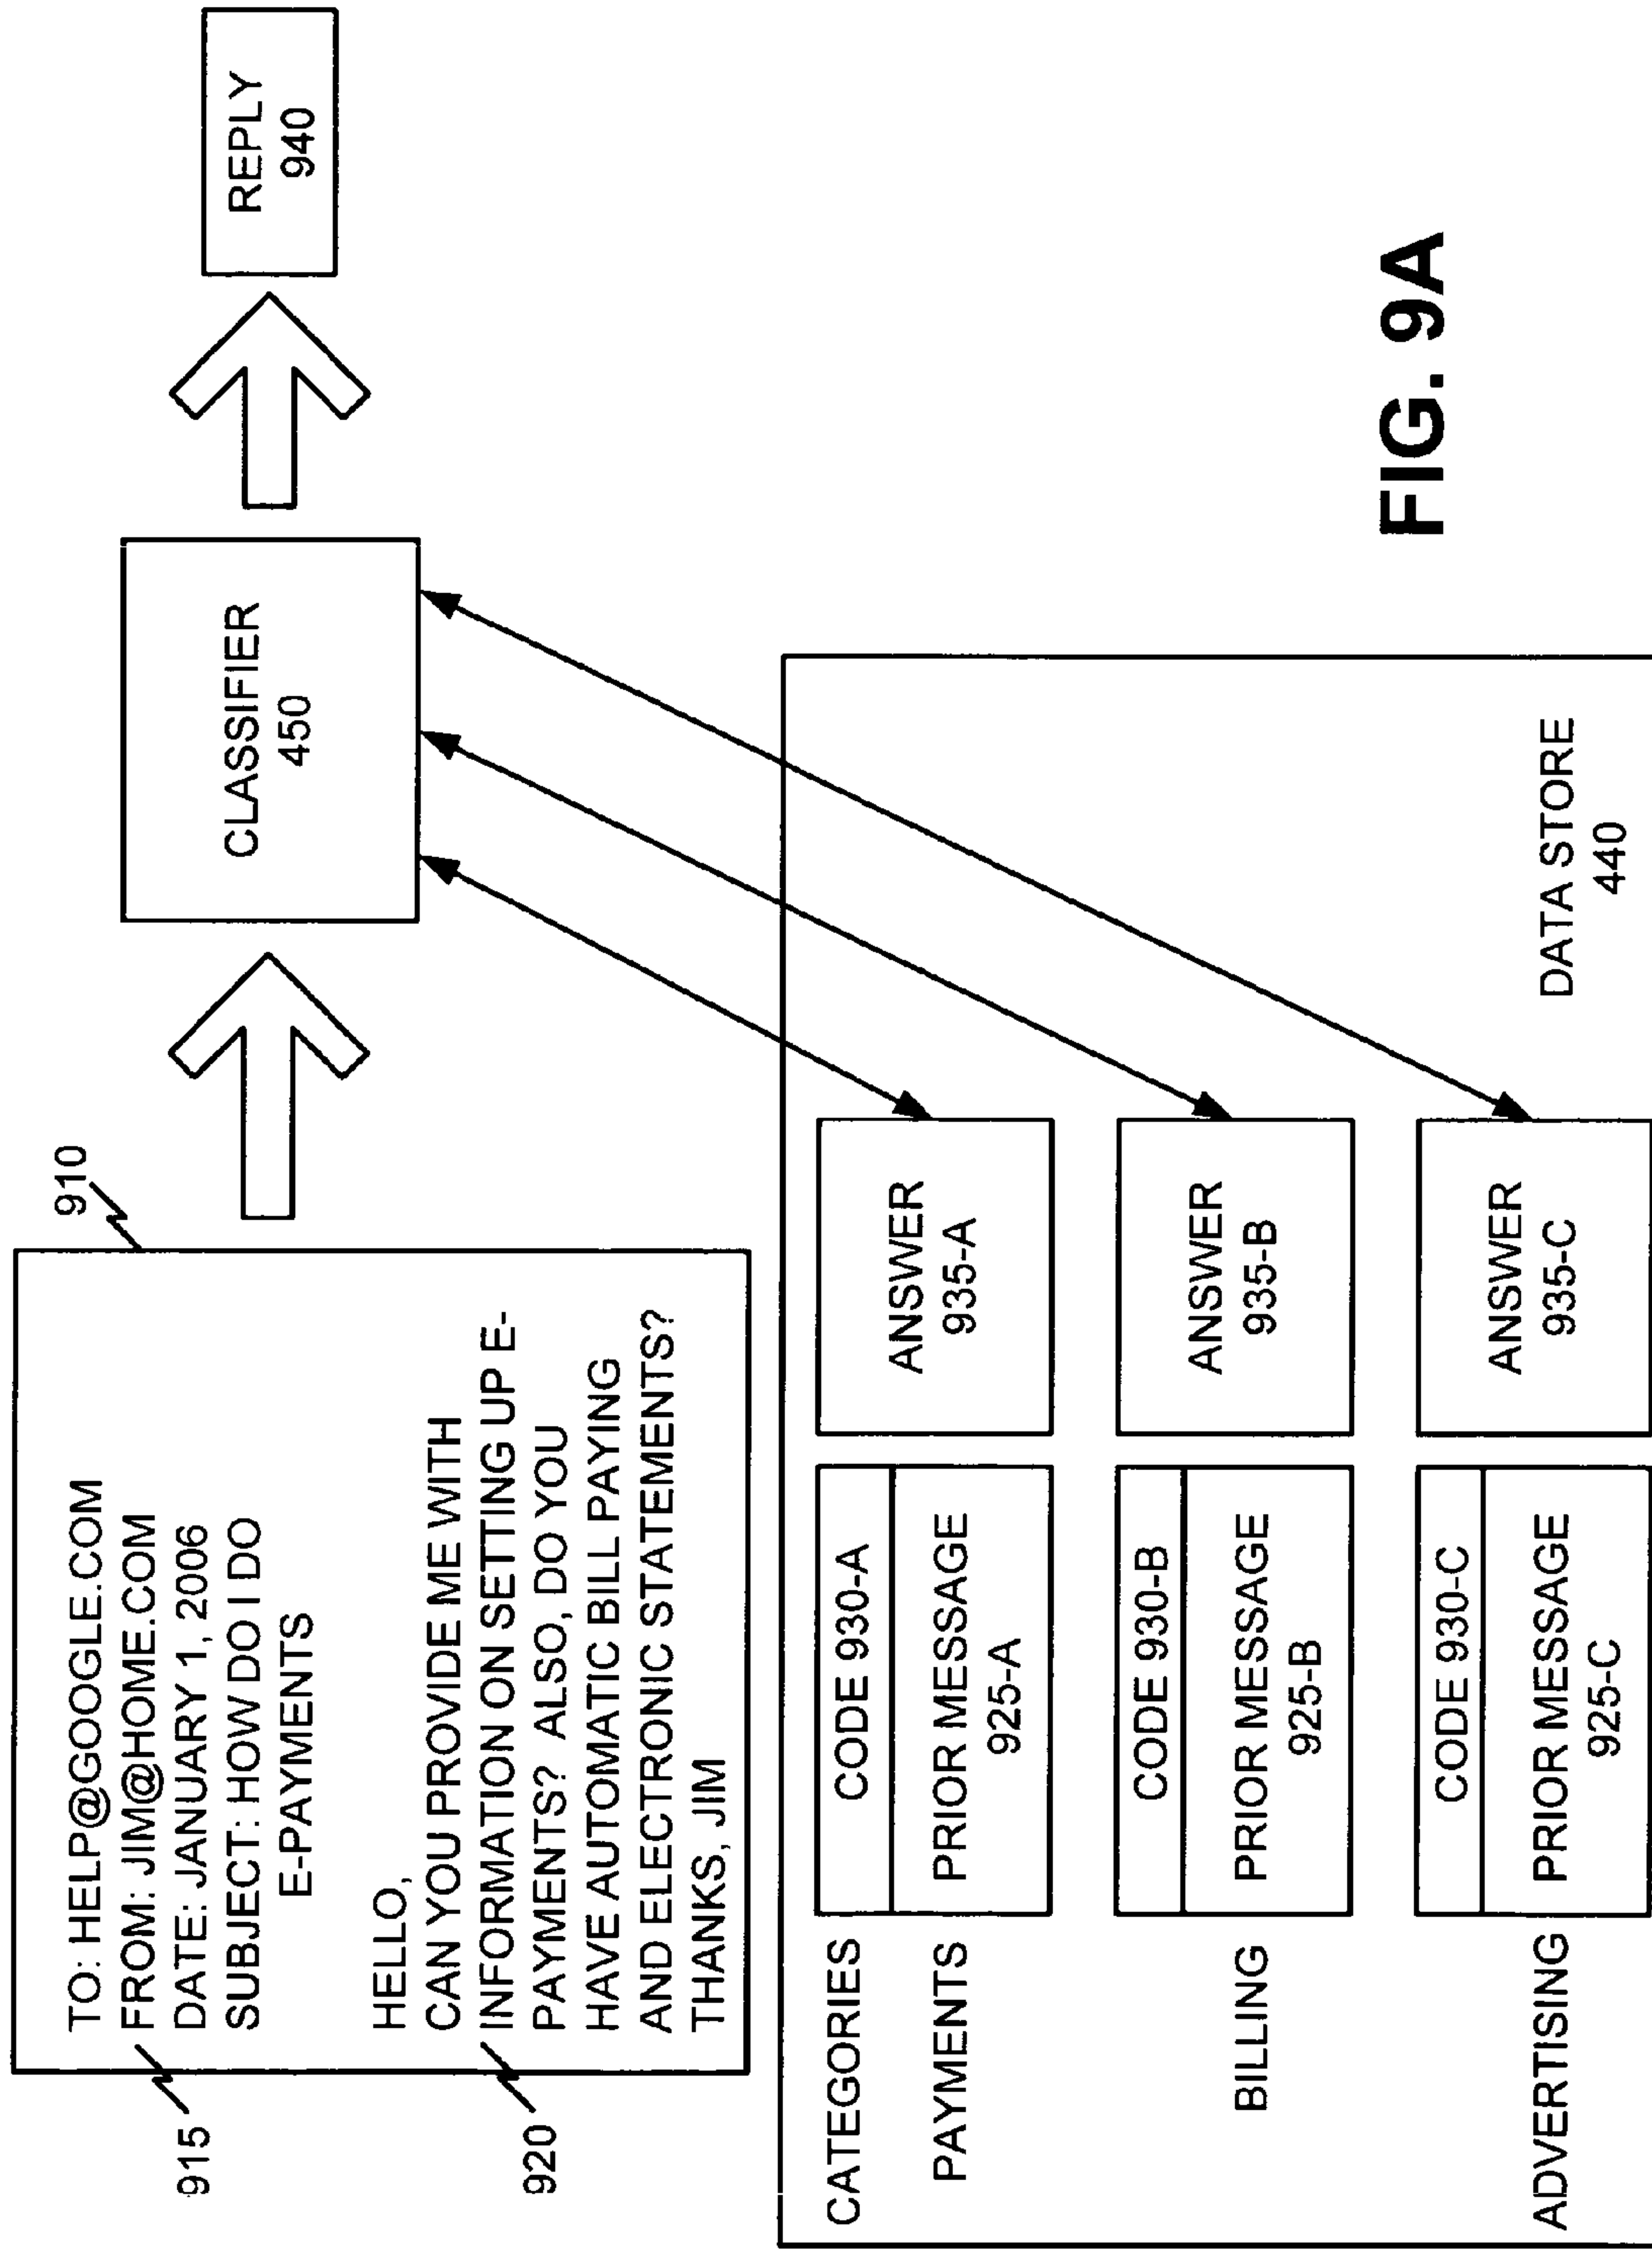 910
915
TO: HELP@GOOGLE.COM
FROM: JIM@HOME.COM
DATE: JANUARY 1, 2006
SUBJECT: HOW DO I DO
E-PAYMENTS
920
HELLO,
CAN YOU PROVIDE ME WITH
INFORMATION ON SETTING UP E-
PAYMENTS? ALSO, DO YOU
HAVE AUTOMATIC BILL PAYING
AND ELECTRONIC STATEMENTS?
THANKS, JIM
CLASSIFIER
450
REPLY
940
CATEGORIES
PAYMENTS
CODE 930-A
PRIOR MESSAGE
925-A
ANSWER
935-A
BILLING
CODE 930-B
PRIOR MESSAGE
925-B
ANSWER
935-B
ADVERTISING
CODE 930-C
PRIOR MESSAGE
925-C
ANSWER
935-C
DATA STORE
440
FIG. 9A